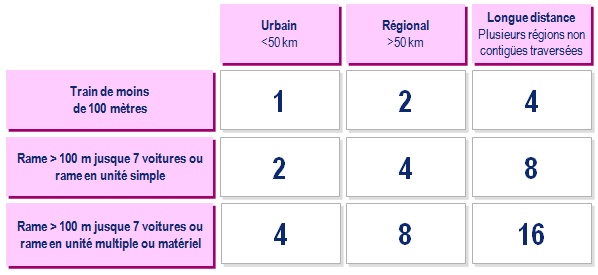 Urbain
<50 km
Régional
>50 km
Longue distance
Plusieurs régions non
contigües traversées
Train de moins
de 100 mètres
1
2
4
Rame > 100 m jusque 7 voitures ou
rame en unité simple
2
4
8
Rame > 100 m jusque 7 voitures ou
rame en unité multiple ou matériel
4
8
16